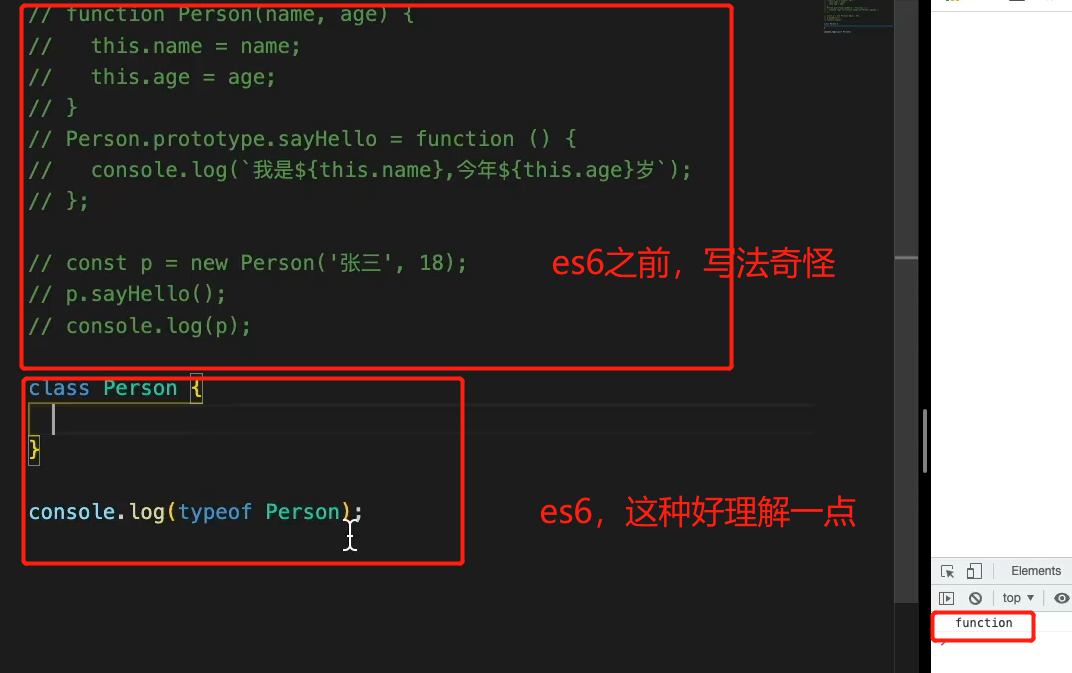 // function Person(name, age) {
//   this.name = name;
//   this.age = age;
// }
// Person.prototype.sayHello = function () {
//   console.log(`我是${this.name},今年${this.age}岁`);
// };
// const p = new Person('张三', 18);
es6之前，写法奇怪
// p.sayHello();
// console.log(p);
class Person {
}
console.log(typeof Person);
es6，这种好理解一点
Elements
top
function